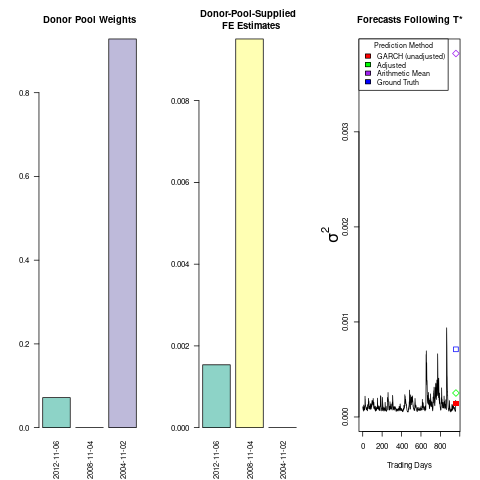 Donor Pool Weights
0.0
0.2
0.4
0.6
0.8
2012-11-06
2008-11-04
2004-11-02
Donor-Pool-Supplied
FE Estimates
0.000
0.002
0.004
0.006
0.008
2012-11-06
2008-11-04
2004-11-02
Forecasts Following T*
Prediction Method
GARCH (unadjusted)
Adjusted
Arithmetic Mean
Ground Truth
σ2
0.000
0.001
0.002
0.003
0 200 400 600 800
Trading Days